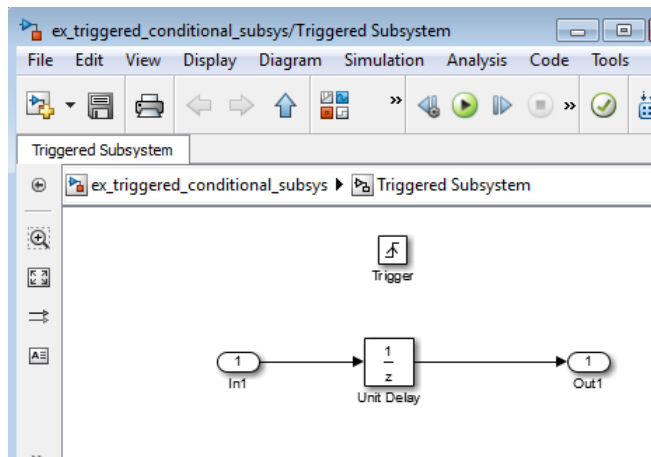 ex_triggered_conditional_subsys/Triggered Subsystem
File Edit View Display Diagram Simulation Analysis Code Tools
»
»
Triggered Subsystem
ex_triggered_conditional_subsys Triggered Subsystem
Trigger
1
In1
1
z
Unit Delay
1
Out1